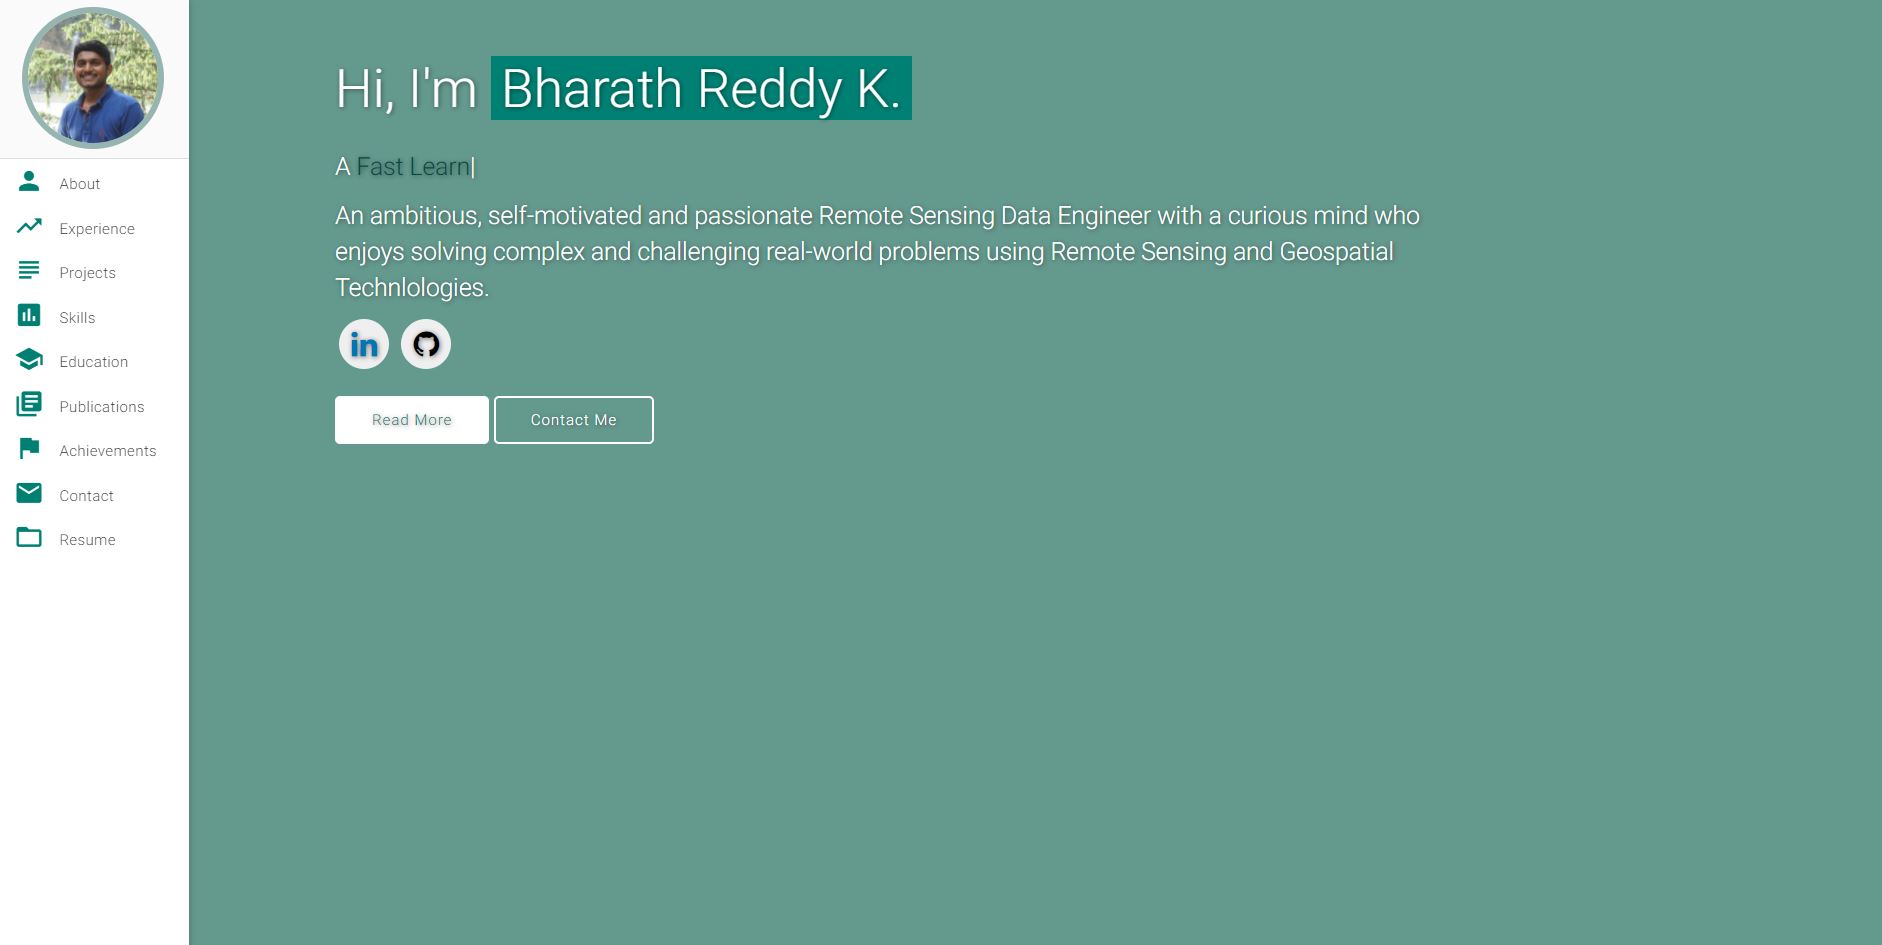 About
Experience
Projects
Skills
Education
Publications
Achievements
Contact
Resume
Hi, I'm Bharath Reddy K.
A Fast Learn|
An ambitious, self-motivated and passionate Remote Sensing Data Engineer with a curious mind who
enjoys solving complex and challenging real-world problems using Remote Sensing and Geospatial
Technlologies.
in
Read More
Contact Me